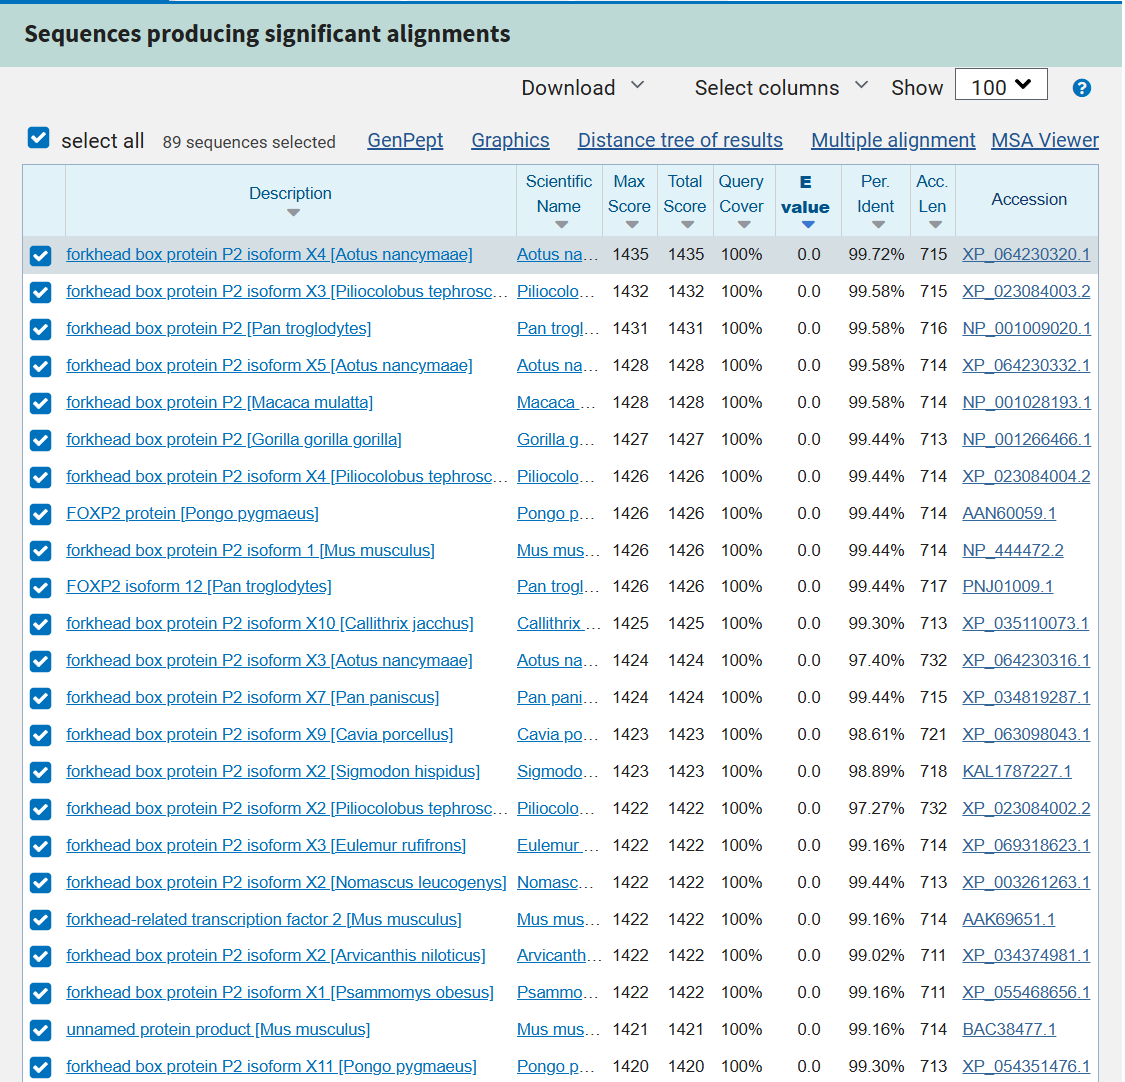 Sequences producing significant alignments
Download Select columns Show 100 ?
select all 89 sequences selected GenPept Graphics Distance tree of results Multiple alignment MSA Viewer
Description Scientific Name Max Score Total Score Query Cover E value Per. Ident Acc. Len Accession
forkhead box protein P2 isoform X4 [Aotus nancymaae] Aotus na... 1435 1435 100% 0.0 99.72% 715 XP_064230320.1
forkhead box protein P2 isoform X3 [Piliocolobus tephrosc... Piliocolo... 1432 1432 100% 0.0 99.58% 715 XP_023084003.2
forkhead box protein P2 [Pan troglodytes] Pan trogl... 1431 1431 100% 0.0 99.58% 716 NP_001009020.1
forkhead box protein P2 isoform X5 [Aotus nancymaae] Aotus na... 1428 1428 100% 0.0 99.58% 714 XP_064230332.1
forkhead box protein P2 [Macaca mulatta] Macaca ... 1428 1428 100% 0.0 99.58% 714 NP_001028193.1
forkhead box protein P2 [Gorilla gorilla gorilla] Gorilla g... 1427 1427 100% 0.0 99.44% 713 NP_001266466.1
forkhead box protein P2 isoform X4 [Piliocolobus tephrosc... Piliocolo... 1426 1426 100% 0.0 99.44% 714 XP_023084004.2
FOXP2 protein [Pongo pygmaeus] Pongo p... 1426 1426 100% 0.0 99.44% 714 AAN60059.1
forkhead box protein P2 isoform 1 [Mus musculus] Mus mus... 1426 1426 100% 0.0 99.44% 714 NP_444472.2
FOXP2 isoform 12 [Pan troglodytes] Pan trogl... 1426 1426 100% 0.0 99.44% 717 PNJ01009.1
forkhead box protein P2 isoform X10 [Callithrix jacchus] Callithrix ... 1425 1425 100% 0.0 99.30% 713 XP_035110073.1
forkhead box protein P2 isoform X3 [Aotus nancymaae] Aotus na... 1424 1424 100% 0.0 97.40% 732 XP_064230316.1
forkhead box protein P2 isoform X7 [Pan paniscus] Pan pani... 1424 1424 100% 0.0 99.44% 715 XP_034819287.1
forkhead box protein P2 isoform X9 [Cavia porcellus] Cavia po... 1423 1423 100% 0.0 98.61% 721 XP_063098043.1
forkhead box protein P2 isoform X2 [Sigmodon hispidus] Sigmodo... 1423 1423 100% 0.0 98.89% 718 KAL1787227.1
forkhead box protein P2 isoform X2 [Piliocolobus tephrosc... Piliocolo... 1422 1422 100% 0.0 97.27% 732 XP_023084002.2
forkhead box protein P2 isoform X3 [Eulemur rufifrons] Eulemur ... 1422 1422 100% 0.0 99.16% 714 XP_069318623.1
forkhead box protein P2 isoform X2 [Nomascus leucogenys] Nomasc... 1422 1422 100% 0.0 99.44% 713 XP_003261263.1
forkhead-related transcription factor 2 [Mus musculus] Mus mus... 1422 1422 100% 0.0 99.16% 714 AAK69651.1
forkhead box protein P2 isoform X2 [Arvicanthis niloticus] Arvicanth... 1422 1422 100% 0.0 99.02% 711 XP_034374981.1
forkhead box protein P2 isoform X1 [Psammomys obesus] Psammo... 1422 1422 100% 0.0 99.16% 711 XP_055468656.1
unnamed protein product [Mus musculus] Mus mus... 1421 1421 100% 0.0 99.16% 714 BAC38477.1
forkhead box protein P2 isoform X11 [Pongo pygmaeus] Pongo p... 1420 1420 100% 0.0 99.30% 713 XP_054351476.1